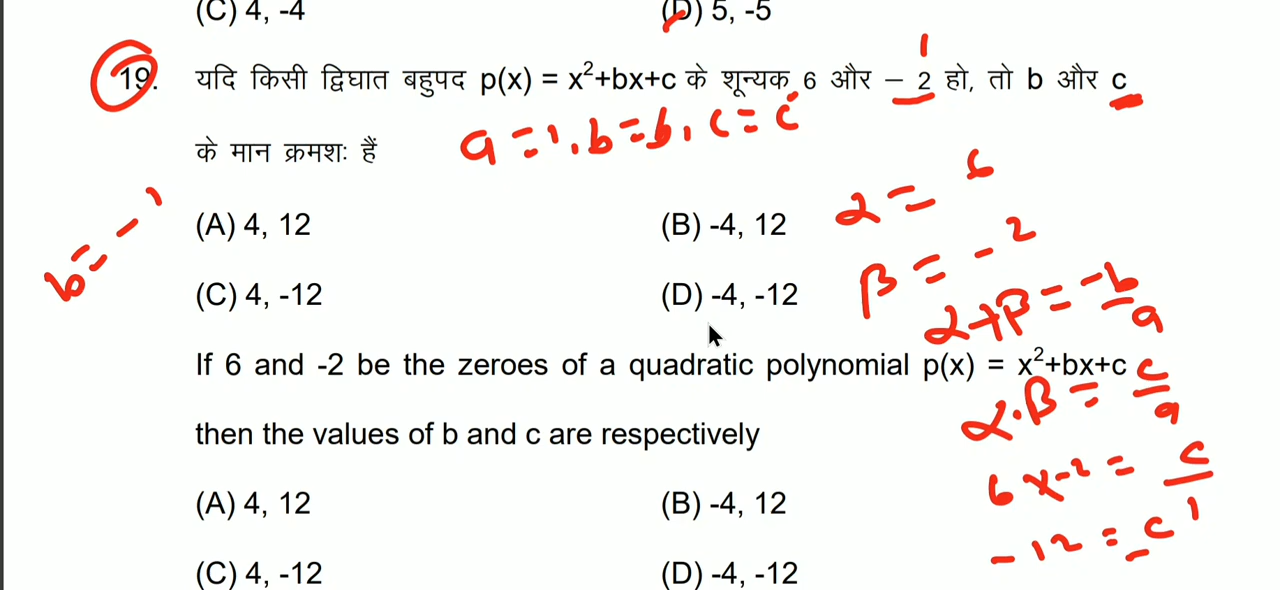 (C) 4, -4
(D) 5, -5
1
19. यदि किसी द्विघात बहुपद p(x) = x²+bx+c के शून्यक 6 और – 2 हो, तो b और c
a = 1, b = b, c = c
के मान क्रमशः हैं
α = 6
b = - 1
(A) 4, 12
(B) -4, 12
β = - 2
(C) 4, -12
(D) -4, -12
α+β = -b/a
If 6 and -2 be the zeroes of a quadratic polynomial p(x) = x²+bx+c
α.β = c/a
then the values of b and c are respectively
6 x -2 = c/1
(A) 4, 12
(B) -4, 12
- 12 = c
(C) 4, -12
(D) -4, -12